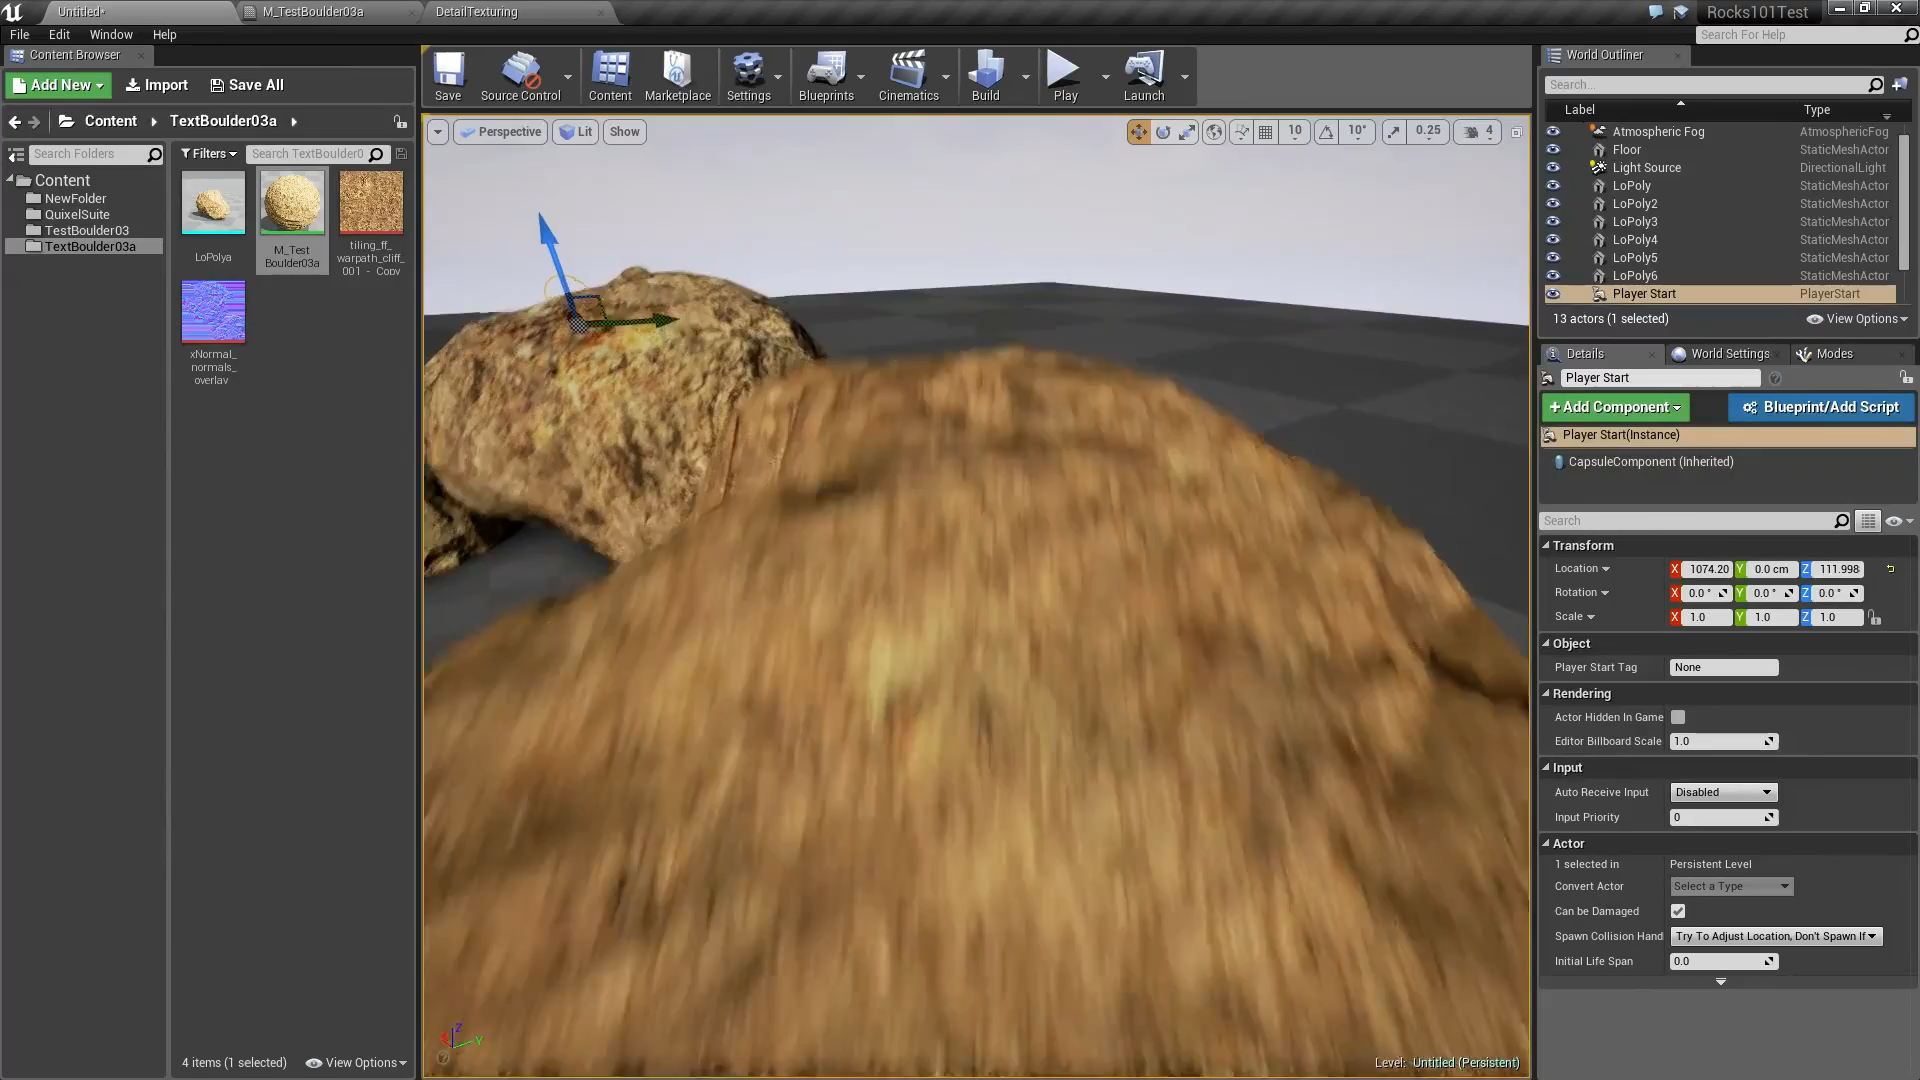 Untitled•
M_TestBoulder03a
DetailTexturing
Rocks101Test
File Edit Window Help
Search For Help
Content Browser
Add New
Import
Save All
Content
TextBoulder03a
Search Folders
Filters
Search TextBoulder0
Content
NewFolder
QuixelSuite
TestBoulder03
TextBoulder03a
LoPolya
M_Test
Boulder03a
tiling_ff_
warpath_cliff_
001 - Copy
xNormal_
normals_
overlay
4 items (1 selected)
View Options
Save
Source Control
Content
Marketplace
Settings
Blueprints
Cinematics
Build
Play
Launch
Perspective
Lit
Show
10
10°
0.25
4
Z
Y
Level: Untitled (Persistent)
World Outliner
Search...
Label Type
Atmospheric Fog AtmosphericFog
Floor StaticMeshActor
Light Source DirectionalLight
LoPoly StaticMeshActor
LoPoly2 StaticMeshActor
LoPoly3 StaticMeshActor
LoPoly4 StaticMeshActor
LoPoly5 StaticMeshActor
LoPoly6 StaticMeshActor
Player Start PlayerStart
13 actors (1 selected)
View Options
Details
World Settings
Modes
Player Start
+Add Component
Blueprint/Add Script
Player Start(Instance)
CapsuleComponent (Inherited)
Search
Transform
Location X 1074.20 Y 0.0 cm Z 111.998
Rotation X 0.0 ° Y 0.0 ° Z 0.0 °
Scale X 1.0 Y 1.0 Z 1.0
Object
Player Start Tag None
Rendering
Actor Hidden In Game
Editor Billboard Scale 1.0
Input
Auto Receive Input Disabled
Input Priority 0
Actor
1 selected in Persistent Level
Convert Actor Select a Type
Can be Damaged
Spawn Collision Hand Try To Adjust Location, Don't Spawn If
Initial Life Span 0.0